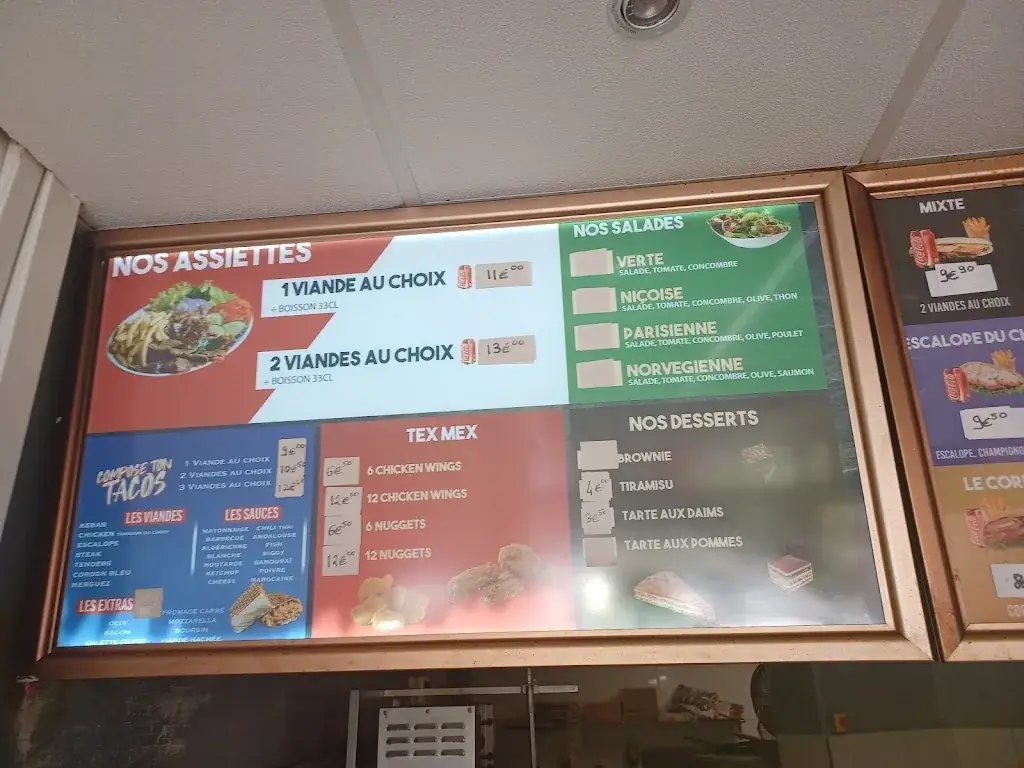 NOS ASSIETTES
1 VIANDE AU CHOIX 11€00
+ BOISSON 33CL
2 VIANDES AU CHOIX 13€00
+ BOISSON 33CL
NOS SALADES
VERTE
SALADE, TOMATE, CONCOMBRE
NIÇOISE
SALADE, TOMATE, CONCOMBRE, OLIVE, THON
PARISIENNE
SALADE, TOMATE, CONCOMBRE, OLIVE, POULET
NORVEGIENNE
SALADE, TOMATE, CONCOMBRE, OLIVE, SAUMON
COMPOSE TON
TACOS
1 VIANDE AU CHOIX 9€00
2 VIANDES AU CHOIX
3 VIANDES AU CHOIX
LES VIANDES
KEBAB
CHICKEN
ESCALOPE
STEAK
TENDERS
CORDON BLEU
MERGUEZ
LES SAUCES
MAYONNAISE CHILI THAI
BARBECUE ANDALOUSE
ALGÉRIENNE FISH
BLANCHE BIGGY
MOUTARDE SAMOURAÏ
KETCHUP POIVRE
CHEESE MAROCAINE
LES EXTRAS
OEUF
BACON
GALETTE
FROMAGE CARRÉ
MOZZARELLA
BOURSIN
VIANDE HACHÉE
TEX MEX
6€50 6 CHICKEN WINGS
12€00 12 CHICKEN WINGS
6€50 6 NUGGETS
12€00 12 NUGGETS
NOS DESSERTS
BROWNIE
4€00 TIRAMISU
3€50 TARTE AUX DAIMS
TARTE AUX POMMES
MIXTE
9€90
2 VIANDES AU CHOIX
ESCALOPE DU
9€50
ESCALOPE,
LE